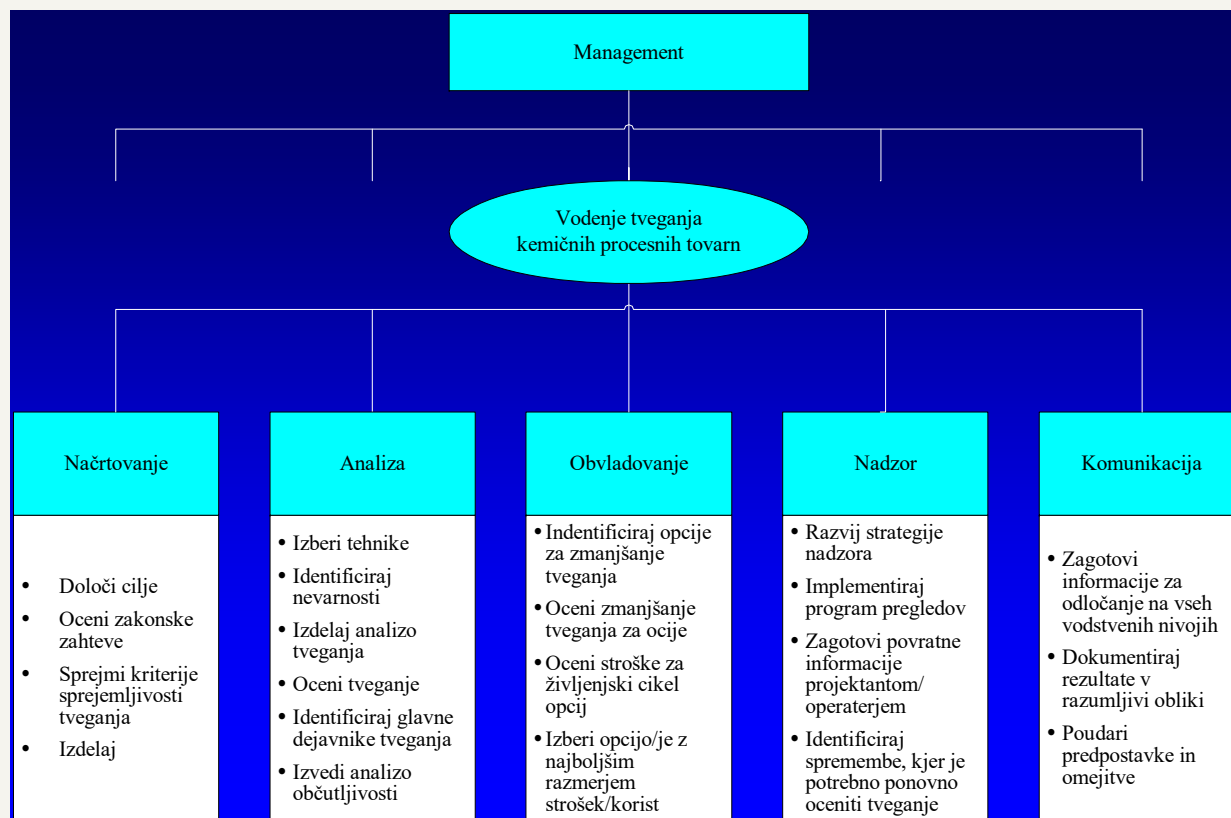 Management
Vodenje tveganja
kemičnih procesnih tovarn
Načrtovanje
• Določi cilje
• Oceni zakonske
zahteve
• Sprejmi kriterije
sprejemljivosti
tveganja
• Izdelaj
Analiza
• Izberi tehnike
• Identificiraj
nevarnosti
• Izdelaj analizo
tveganja
• Oceni tveganje
• Identificiraj glavne
dejavnike tveganja
• Izvedi analizo
občutljivosti
Obvladovanje
• Indentificiraj opcije
za zmanjšanje
tveganja
• Oceni zmanjšanje
tveganja za ocije
• Oceni stroške za
življenjski cikel
opcij
• Izberi opcijo/je z
najboljšim
razmerjem
strošek/korist
Nadzor
• Razvij strategije
nadzora
• Implementiraj
program pregledov
• Zagotovi povratne
informacije
projektantom/
operaterjem
• Identificiraj
spremembe, kjer je
potrebno ponovno
oceniti tveganje
Komunikacija
• Zagotovi
informacije za
odločanje na vseh
vodstvenih nivojih
• Dokumentiraj
rezultate v
razumljivi obliki
• Poudari
predpostavke in
omejitve